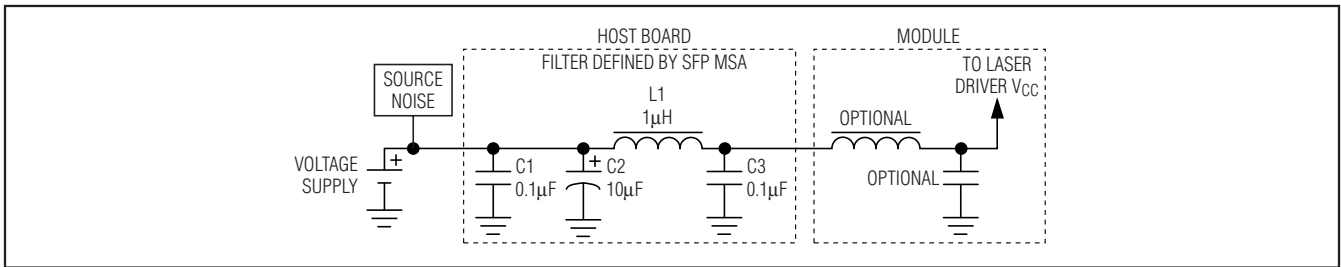 HOST BOARD
FILTER DEFINED BY SFP MSA
MODULE
SOURCE
NOISE
L1
1μH
OPTIONAL
TO LASER
DRIVER VCC
VOLTAGE
SUPPLY
+
C1
0.1μF
+
C2
10μF
C3
0.1μF
OPTIONAL